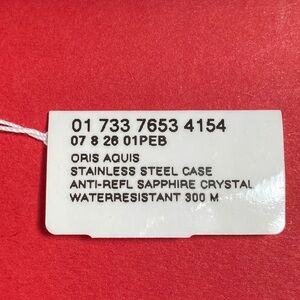 01 733 7653 4154
07 8 26 01PEB
ORIS AQUIS
STAINLESS STEEL CASE
ANTI-REFL SAPPHIRE CRYSTAL
WATERRESISTANT 300 M